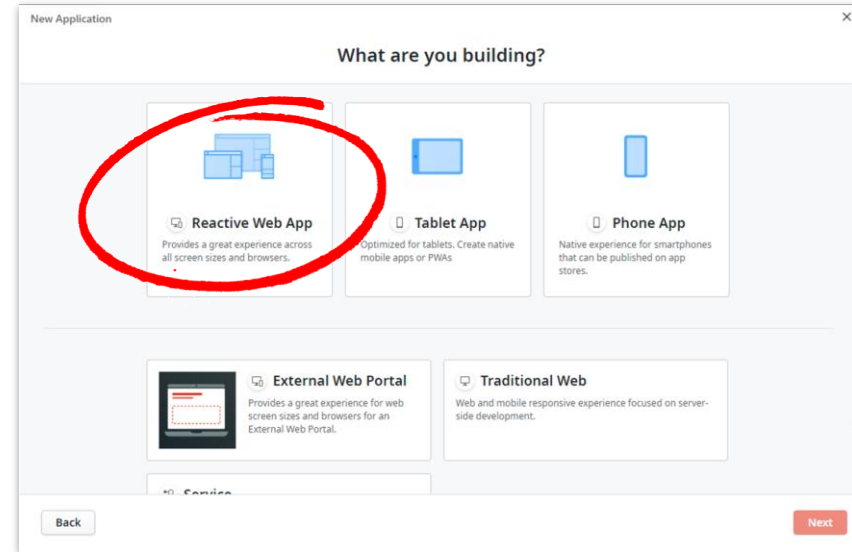 New Application
What are you building?
Reactive Web App
Provides a great experience across
all screen sizes and browsers.
Tablet App
Optimized for tablets. Create native
mobile apps or PWAs
Phone App
Native experience for smartphones
that can be published on app
stores.
External Web Portal
Provides a great experience for web
screen sizes and browsers for an
External Web Portal.
Traditional Web
Web and mobile responsive experience focused on server-
side development.
Service
Back
Next